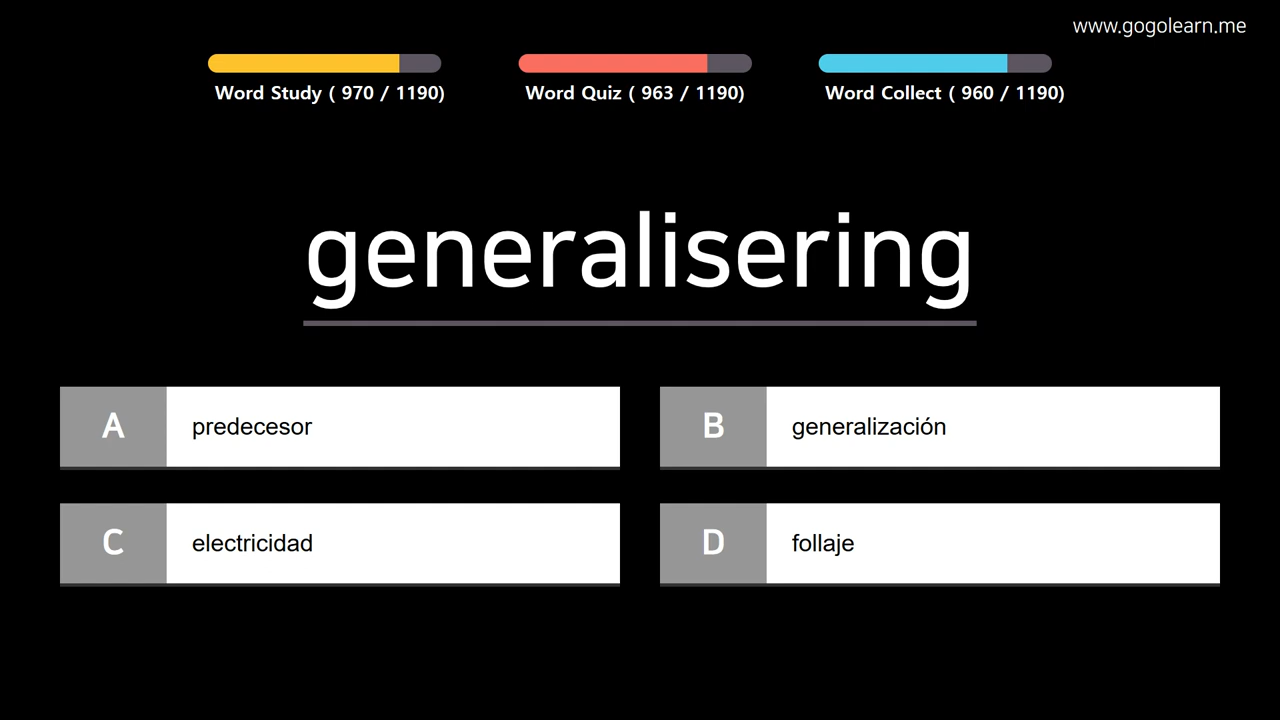 www.gogolearn.me
Word Study ( 970 / 1190)
Word Quiz ( 963 / 1190)
Word Collect ( 960 / 1190)
generalisering
A predecesor
B generalización
C electricidad
D follaje